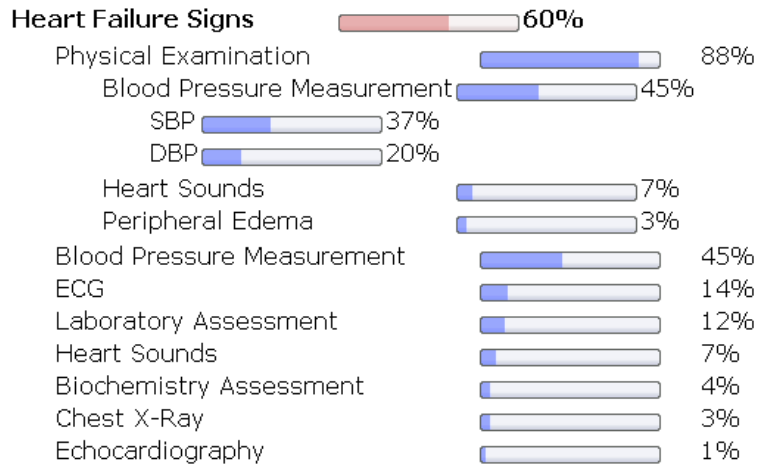 Heart Failure Signs 60%
Physical Examination 88%
Blood Pressure Measurement 45%
SBP 37%
DBP 20%
Heart Sounds 7%
Peripheral Edema 3%
Blood Pressure Measurement 45%
ECG 14%
Laboratory Assessment 12%
Heart Sounds 7%
Biochemistry Assessment 4%
Chest X-Ray 3%
Echocardiography 1%